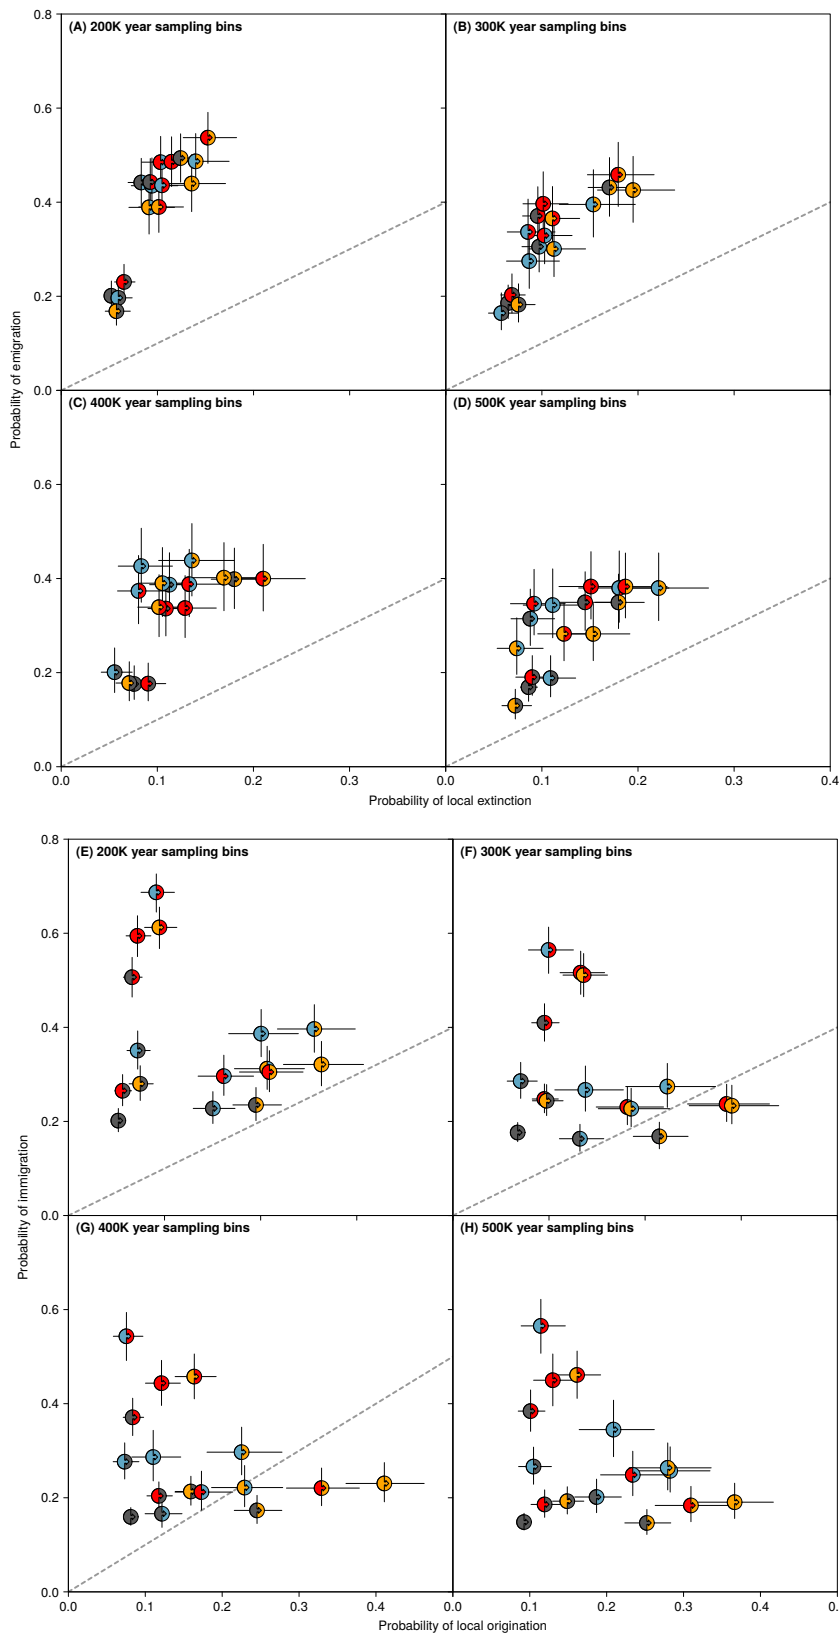 0.8
(A) 200K year sampling bins
(B) 300K year sampling bins
0.6
0.4
0.2
0.0
Probability of emigration
(C) 400K year sampling bins
(D) 500K year sampling bins
0.6
0.4
0.2
0.0
0.0 0.1 0.2 0.3 0.0 0.1 0.2 0.3 0.4
Probability of local extinction
0.8
(E) 200K year sampling bins
(F) 300K year sampling bins
0.6
0.4
0.2
0.0
Probability of immigration
(G) 400K year sampling bins
(H) 500K year sampling bins
0.6
0.4
0.2
0.0
0.0 0.1 0.2 0.3 0.4 0.0 0.1 0.2 0.3 0.4
Probability of local origination